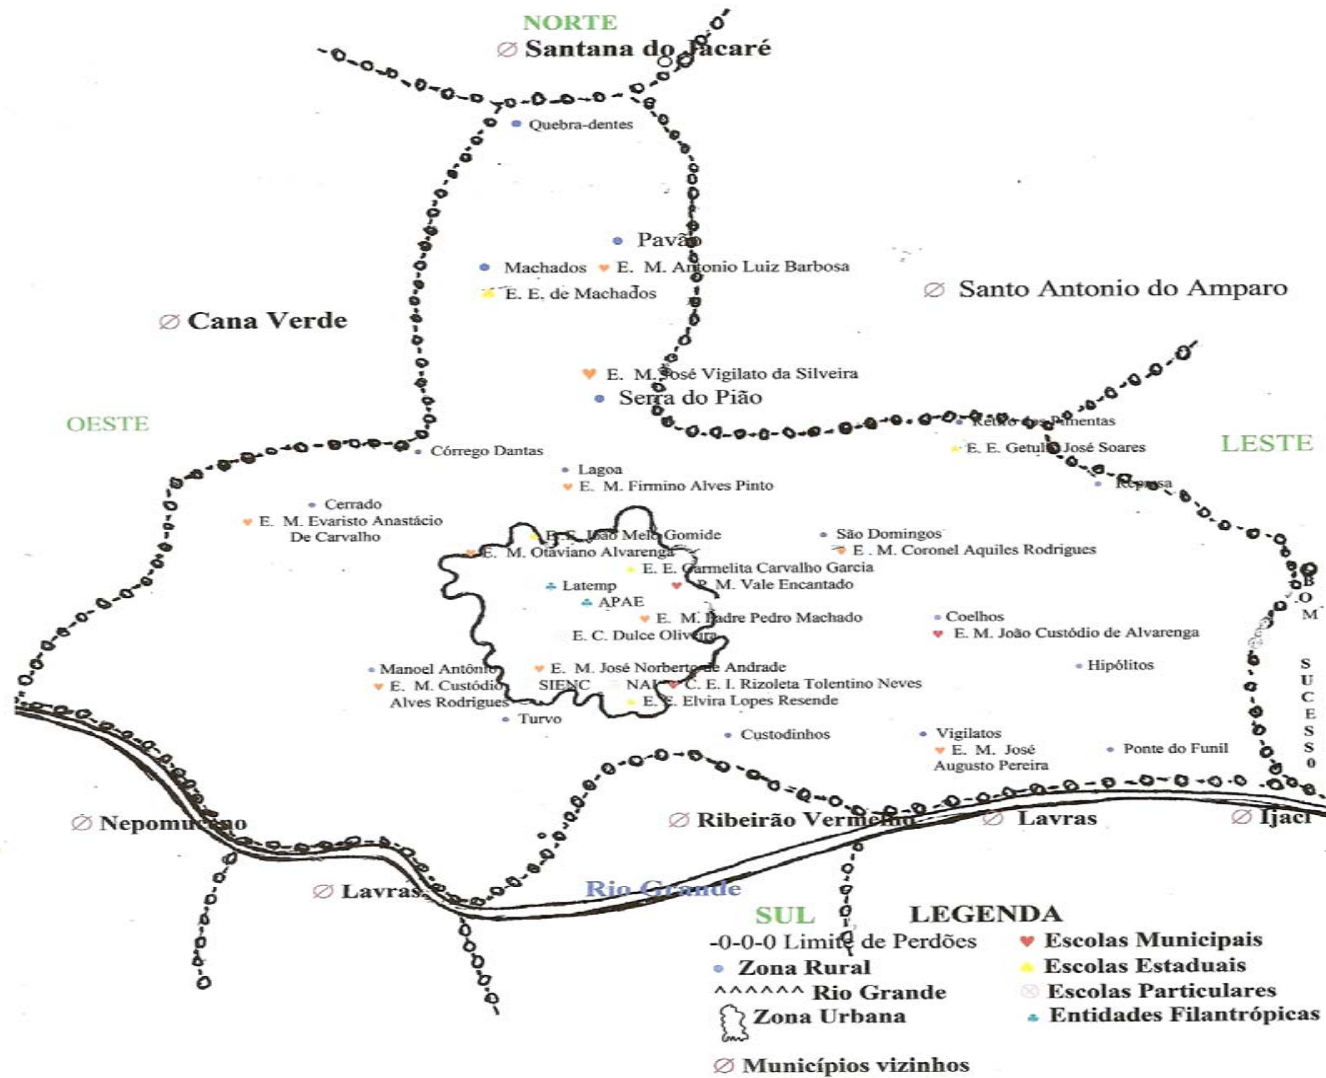 NORTE
Santana do Jacaré
Quebra-dentes
Pavão
Machados E. M. Antonio Luiz Barbosa
E. E. de Machados
Santo Antonio do Amparo
Cana Verde
E. M. José Vigilato da Silveira
Serra do Pião
OESTE
Retiro dos Pimentas
LESTE
Córrego Dantas
E. E. Getulio José Soares
Lagoa
E. M. Firmino Alves Pinto
Represa
Cerrado
E. M. Evaristo Anastácio
De Carvalho
E. E. João Melo Gomide
São Domingos
E. M. Otaviano Alvarenga
E . M. Coronel Aquiles Rodrigues
E. E. Carmelita Carvalho Garcia
Latemp
P. M. Vale Encantado
APAE
E. M. Padre Pedro Machado
Coelhos
E. C. Dulce Oliveira
E. M. João Custódio de Alvarenga
BOM SUCESSO
Manoel Antônio
E. M. José Norberto de Andrade
Hipólitos
E. M. Custódio
Alves Rodrigues
SIENC
C. E. I. Rizoleta Tolentino Neves
E. E. Elvira Lopes Resende
Turvo
Custodinhos
Vigilatos
E. M. José
Augusto Pereira
Ponte do Funil
Nepomuceno
Ribeirão Vermelho
Lavras
Ijaci
Lavras
Rio Grande
SUL
LEGENDA
-0-0-0 Limite de Perdões
Escolas Municipais
Zona Rural
Escolas Estaduais
^^^^^^ Rio Grande
Escolas Particulares
Zona Urbana
Entidades Filantrópicas
Municípios vizinhos